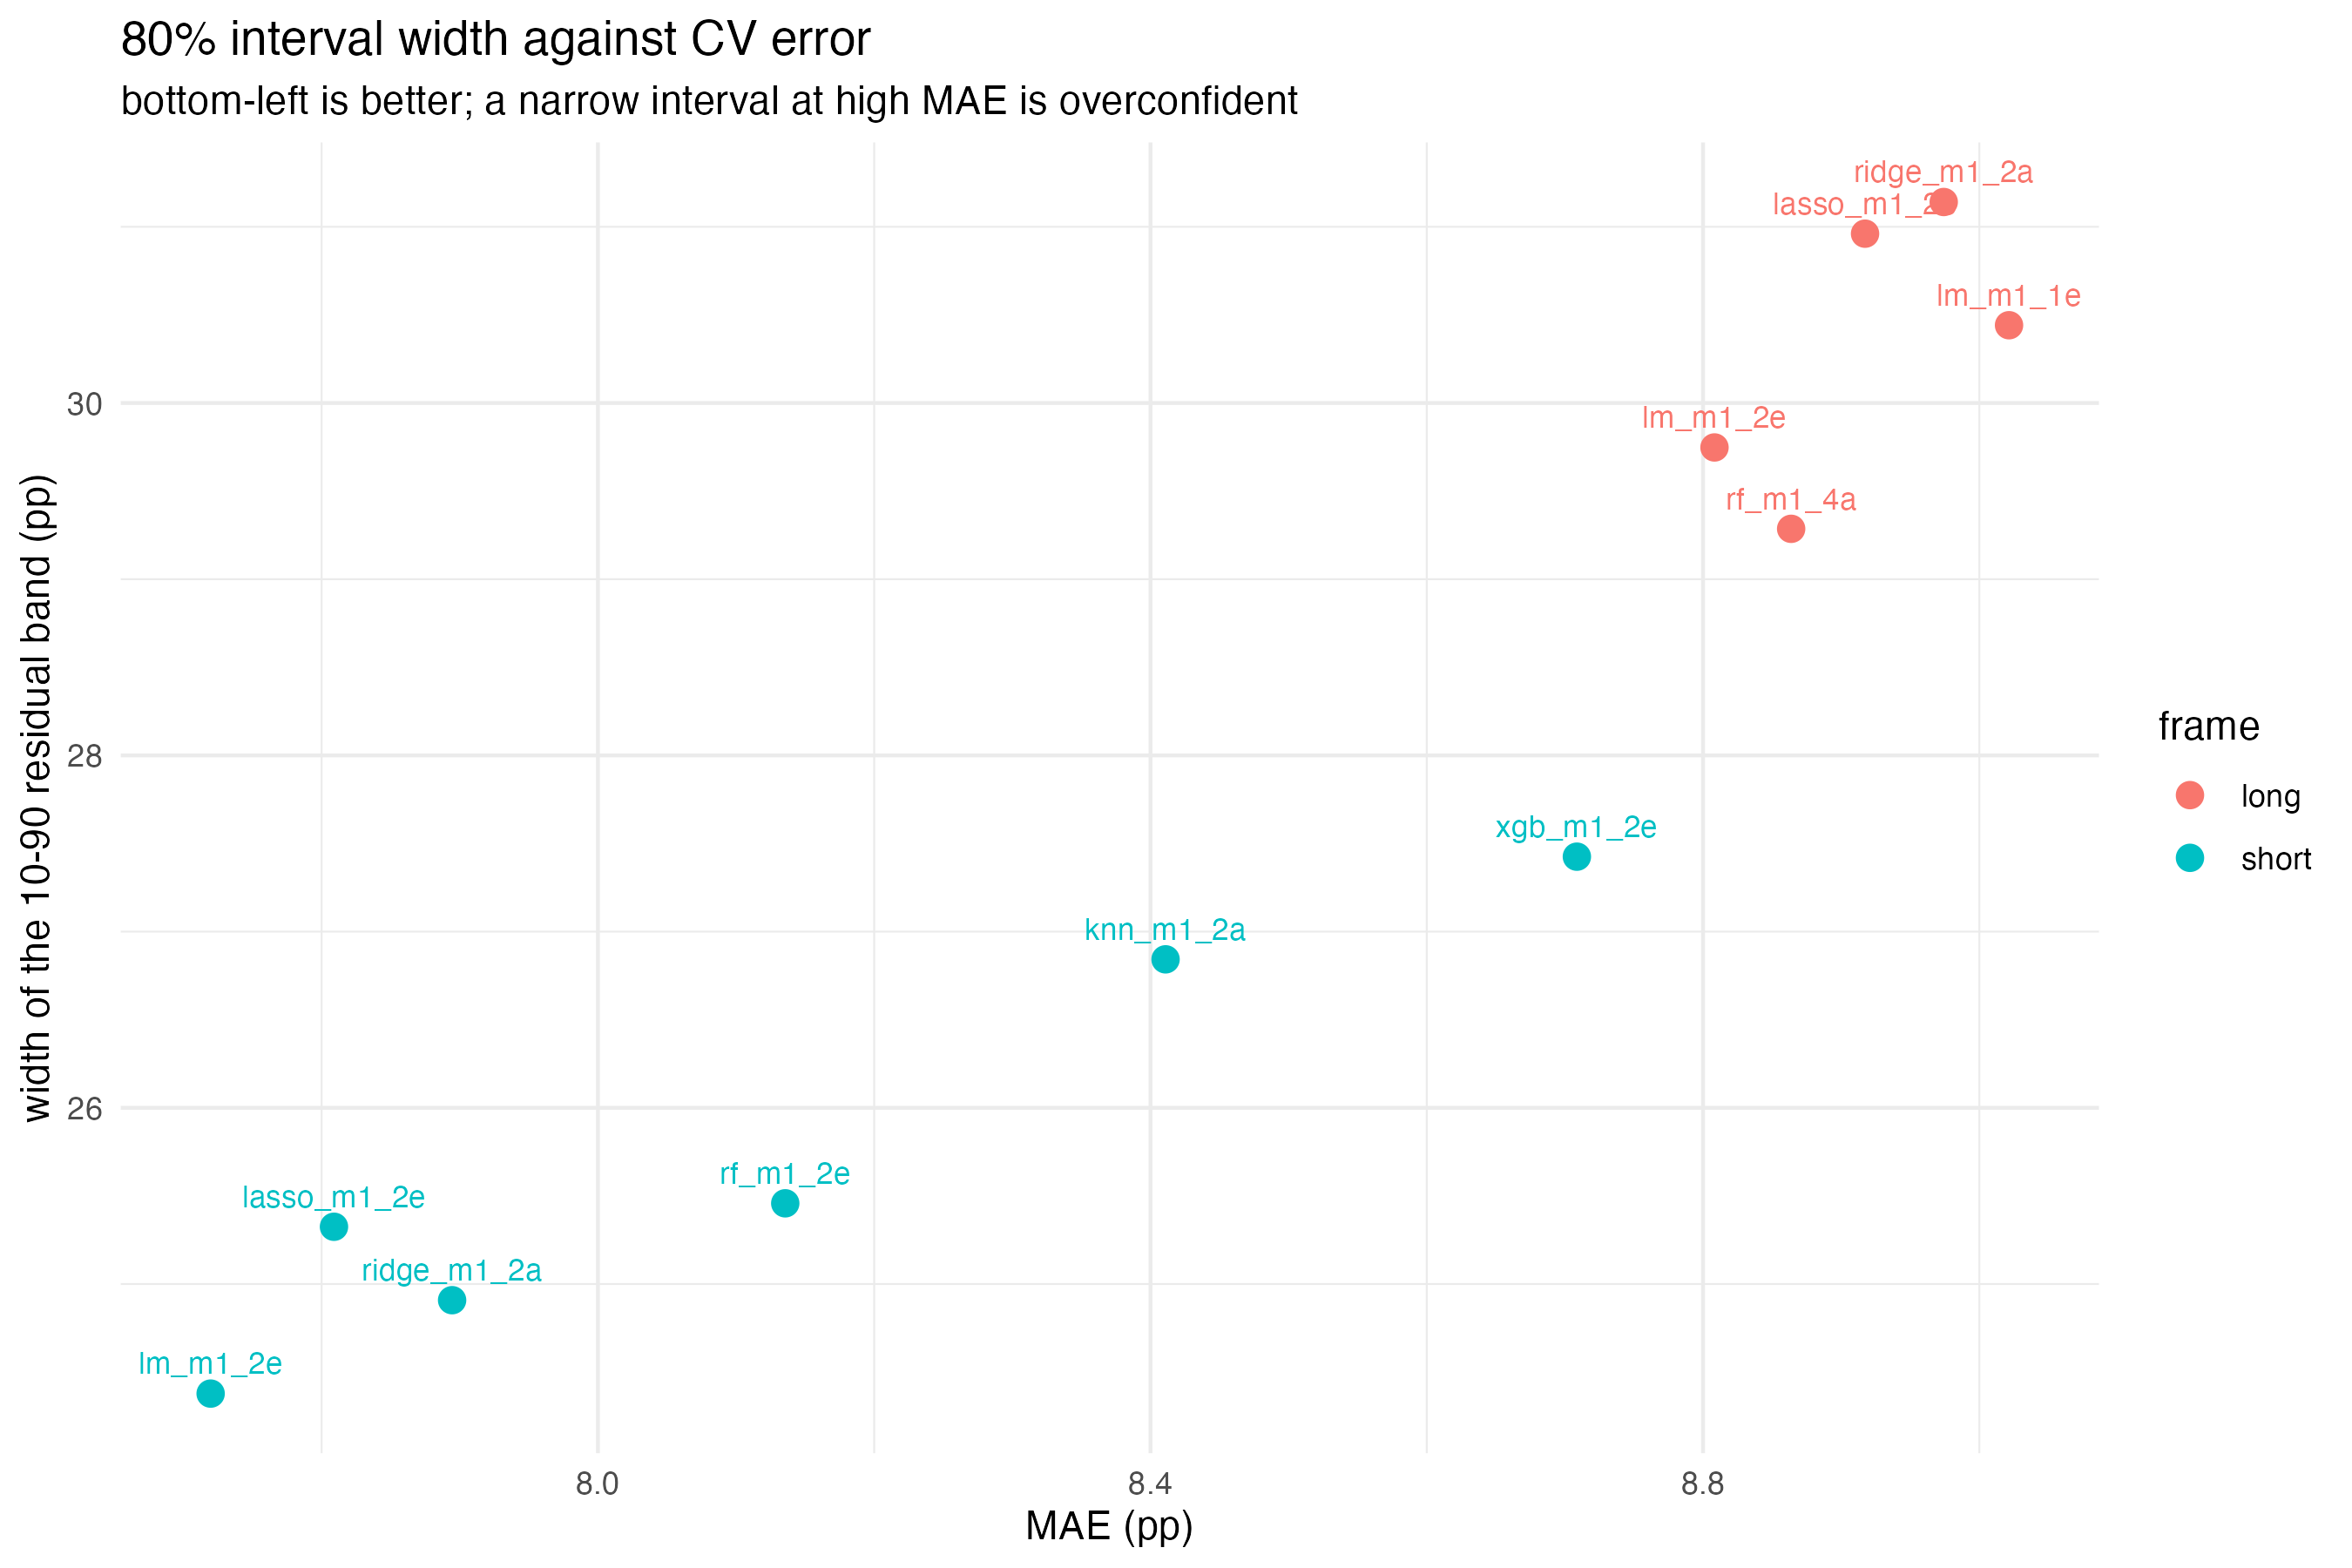 80% interval width against CV error
bottom-left is better; a narrow interval at high MAE is overconfident
ridge_m1_2a
lasso_m1_
lm_m1_1e
30
lm_m1_2e
rf_m1_4a
width of the 10-90 residual band (pp)
frame
28
long
xgb_m1_2e
short
knn_m1_2a
26
rf_m1_2e
lasso_m1_2e
ridge_m1_2a
lm_m1_2e
8.0
8.4
8.8
MAE (pp)